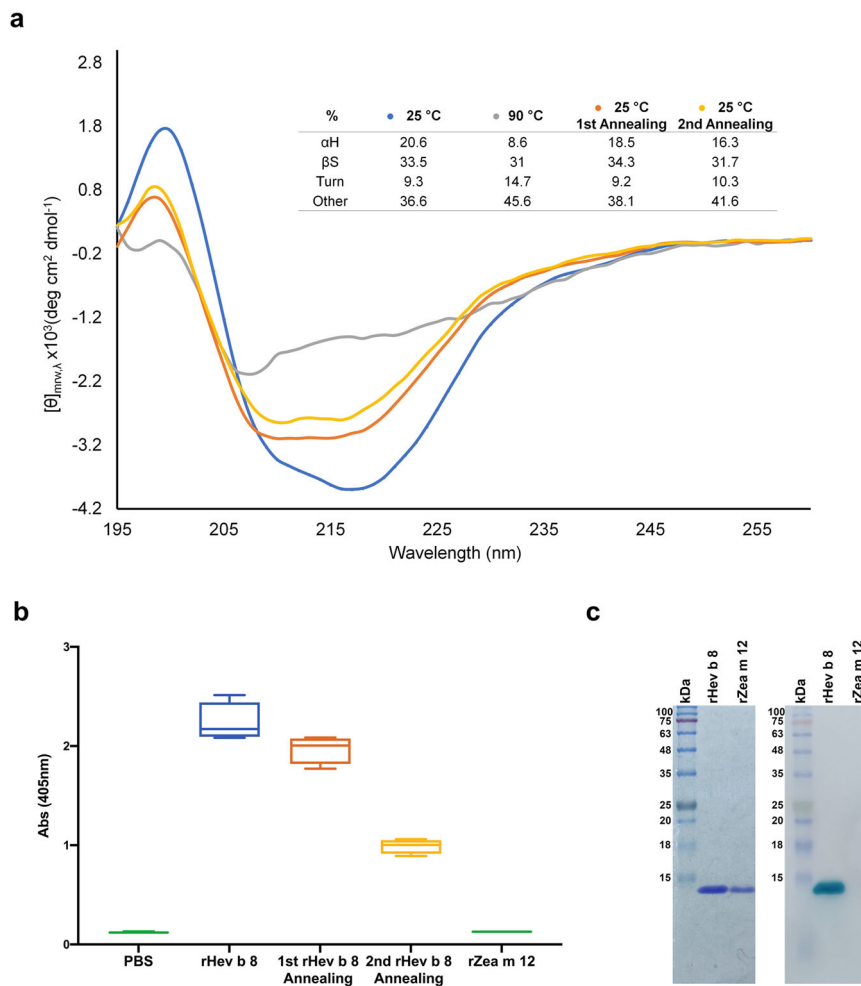 a
2.8
1.8
0.8
-0.2
-1.2
-2.2
-3.2
-4.2
[θ]mrw,λ x10³(deg cm² dmol⁻¹)
195 205 215 225 235 245 255
Wavelength (nm)
% 25 °C 90 °C 25 °C 1st Annealing 25 °C 2nd Annealing
αH 20.6 8.6 18.5 16.3
βS 33.5 31 34.3 31.7
Turn 9.3 14.7 9.2 10.3
Other 36.6 45.6 38.1 41.6
b
3
2
1
0
Abs (405nm)
PBS rHev b 8 1st rHev b 8 2nd rHev b 8 rZea m 12
Annealing Annealing
c
kDa rHev b 8 rZea m 12
100
75
63
48
35
25
20
18
15
kDa rHev b 8 rZea m 12
100
75
63
48
35
25
20
18
15